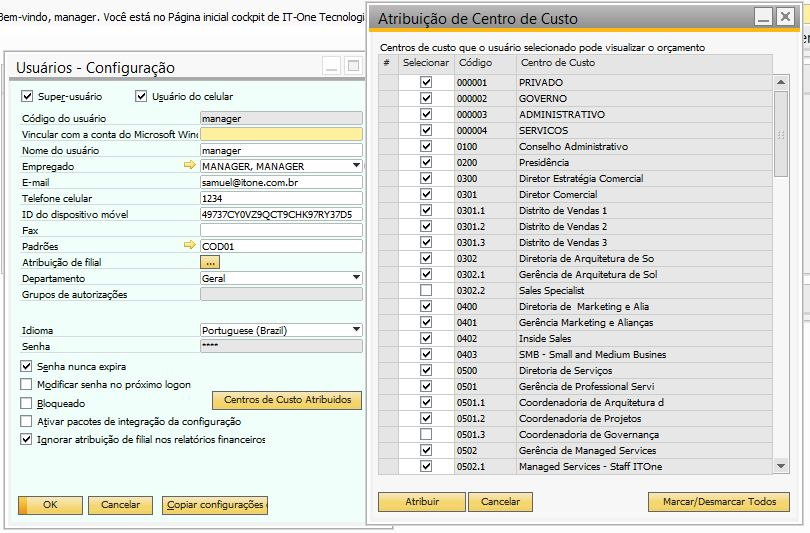 Bem-vindo, manager. Você está no Página inicial cockpit de IT-One Tecnologi
Usuários - Configuração
Super-usuário
Usuário do celular
Código do usuário manager
Vincular com a conta do Microsoft Win
Nome do usuário manager
Empregado MANAGER, MANAGER
E-mail samuel@itone.com.br
Telefone celular 1234
ID do dispositivo móvel 49737CY0VZ9QCT9CHK97RY37D5
Fax
Padrões COD01
Atribuição de filial ...
Departamento Geral
Grupos de autorizações
Idioma Portuguese (Brazil)
Senha ****
Senha nunca expira
Modificar senha no próximo logon
Bloqueado
Centros de Custo Atribuidos
Ativar pacotes de integração da configuração
Ignorar atribuição de filial nos relatórios financeiros
OK Cancelar Copiar configurações
Atribuição de Centro de Custo
Centros de custo que o usuário selecionado pode visualizar o orçamento
# Selecionar Código Centro de Custo
000001 PRIVADO
000002 GOVERNO
000003 ADMINISTRATIVO
000004 SERVICOS
0100 Conselho Administrativo
0200 Presidência
0300 Diretor Estratégia Comercial
0301 Diretor Comercial
0301.1 Distrito de Vendas 1
0301.2 Distrito de Vendas 2
0301.3 Distrito de Vendas 3
0302 Diretoria de Arquitetura de So
0302.1 Gerência de Arquitetura de Sol
0302.2 Sales Specialist
0400 Diretoria de Marketing e Alia
0401 Gerência Marketing e Alianças
0402 Inside Sales
0403 SMB - Small and Medium Busines
0500 Diretoria de Serviços
0501 Gerência de Professional Servi
0501.1 Coordenadoria de Arquitetura d
0501.2 Coordenadoria de Projetos
0501.3 Coordenadoria de Governança
0502 Gerência de Managed Services
0502.1 Managed Services - Staff ITOne
Atribuir Cancelar Marcar/Desmarcar Todos